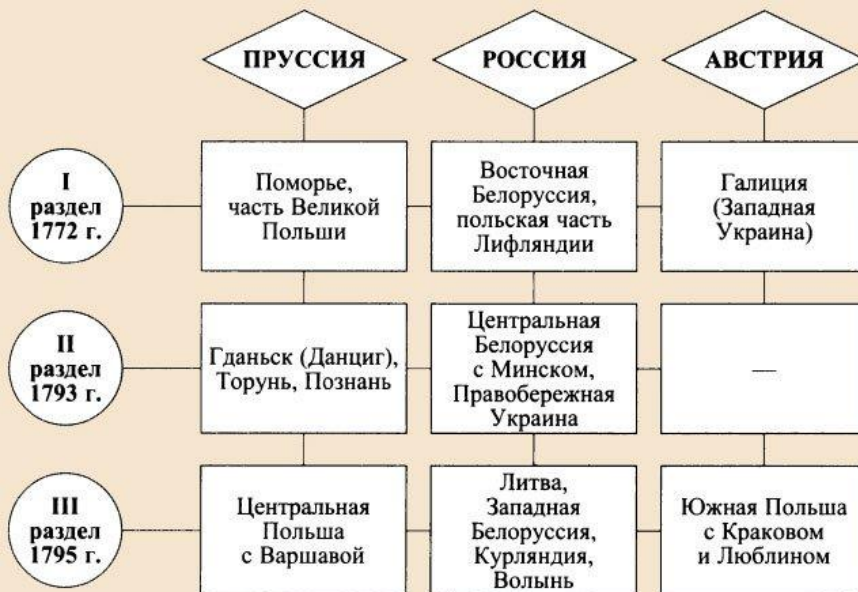 ПРУССИЯ
РОССИЯ
АВСТРИЯ
I
раздел
1772 г.
Поморье,
часть Великой
Польши
Восточная
Белоруссия,
польская часть
Лифляндии
Галиция
(Западная
Украина)
II
раздел
1793 г.
Гданьск (Данциг),
Торунь, Познань
Центральная
Белоруссия
с Минском,
Правобережная
Украина
—
III
раздел
1795 г.
Центральная
Польша
с Варшавой
Литва,
Западная
Белоруссия,
Курляндия,
Волынь
Южная Польша
с Краковом
и Люблином